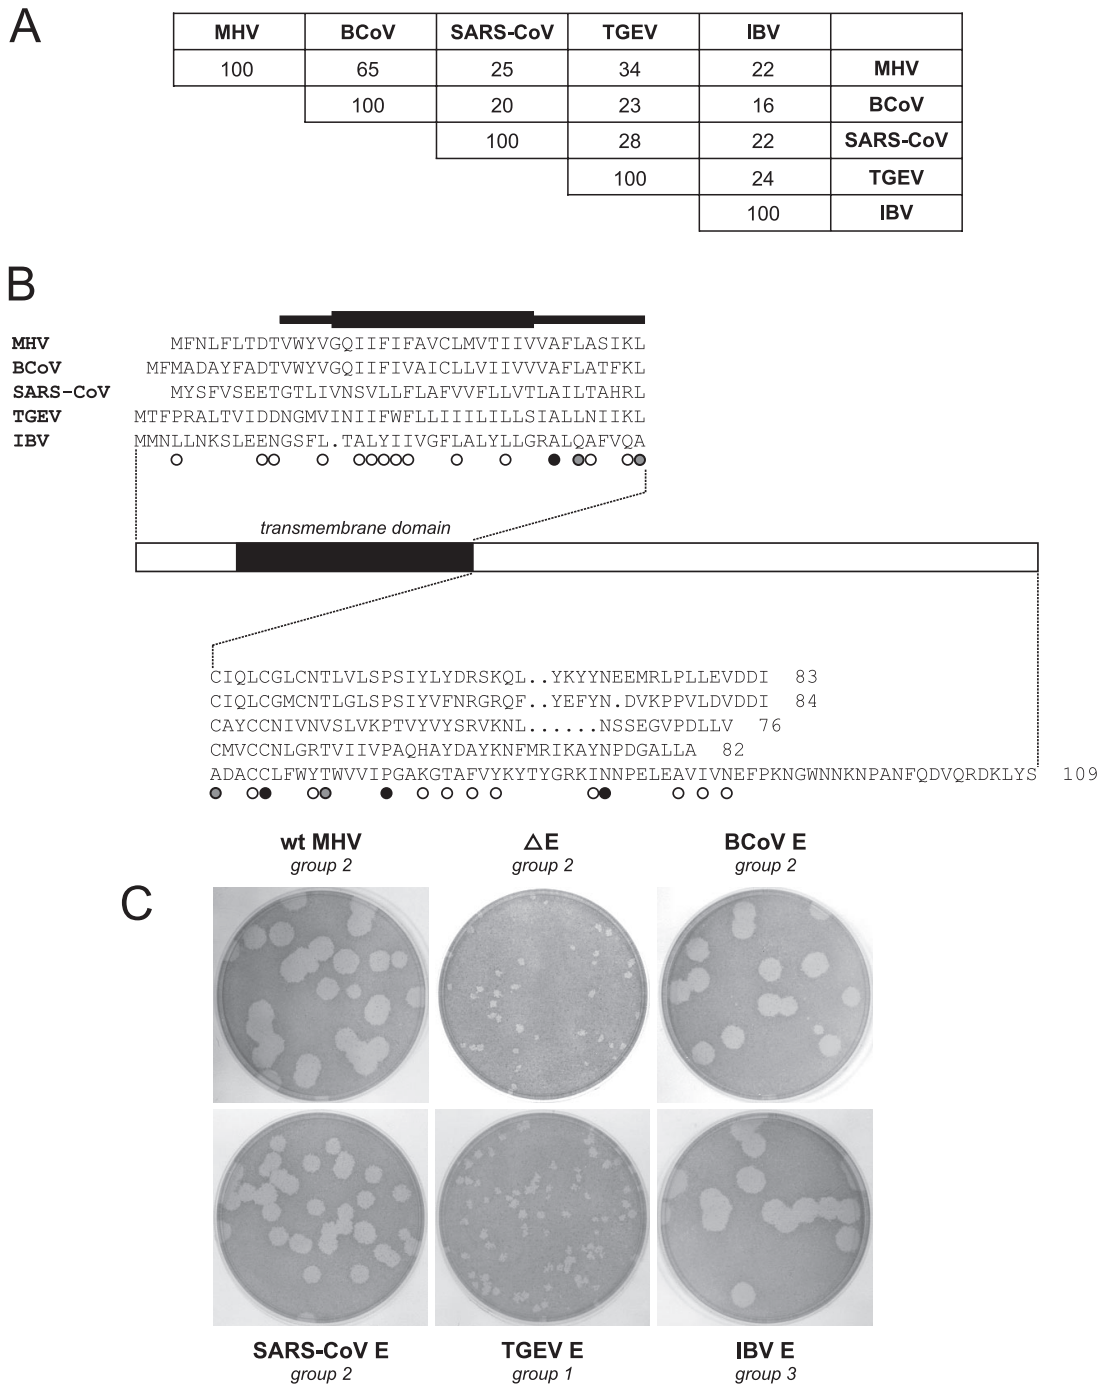 A
MHV BCoV SARS-CoV TGEV IBV
100 65 25 34 22 MHV
100 20 23 16 BCoV
100 28 22 SARS-CoV
100 24 TGEV
100 IBV
B
MHV MFNLFLTDTVWYVGQIIFIFAVCLMVTIIVVAFLASIKL
BCoV MFMADAYFADTVWYVGQIIFIVAICLLVIIVVVAFLATFKL
SARS-CoV MYSFVSEETGTLIVNSVLLFLAFVVFLLVTLAILTAHRL
TGEV MTFPRALTVIDDNGMVINIIFWFLLIIILILLSIALLNIIKL
IBV MMNLLNKSLEENGSFL.TALYIIVGFLALYLLGRALQAFVQA
transmembrane domain
CIQLCGLCNTLVLSPSIYLYDRSKQL..YKYYNEEMRLPLLEVDDI 83
CIQLCGMCNTLGLSPSIYVFNRGRQF..YEFYN.DVKPPVLDVDDI 84
CAYCCNIVNVSLVKPTVYVYSRVKNL......NSSEGVPDLLV 76
CMVCCNLGRTVIIVPAQHAYDAYKNFMRIKAYNPDGALLA 82
ADACCLFWYTWVVIPGAKGTAFVYKYTYGRKINNPELEAVIVNEFPKNGWNNKNPANFQDVQRDKLYS 109
wt MHV △E BCoV E
group 2 group 2 group 2
C
SARS-CoV E TGEV E IBV E
group 2 group 1 group 3